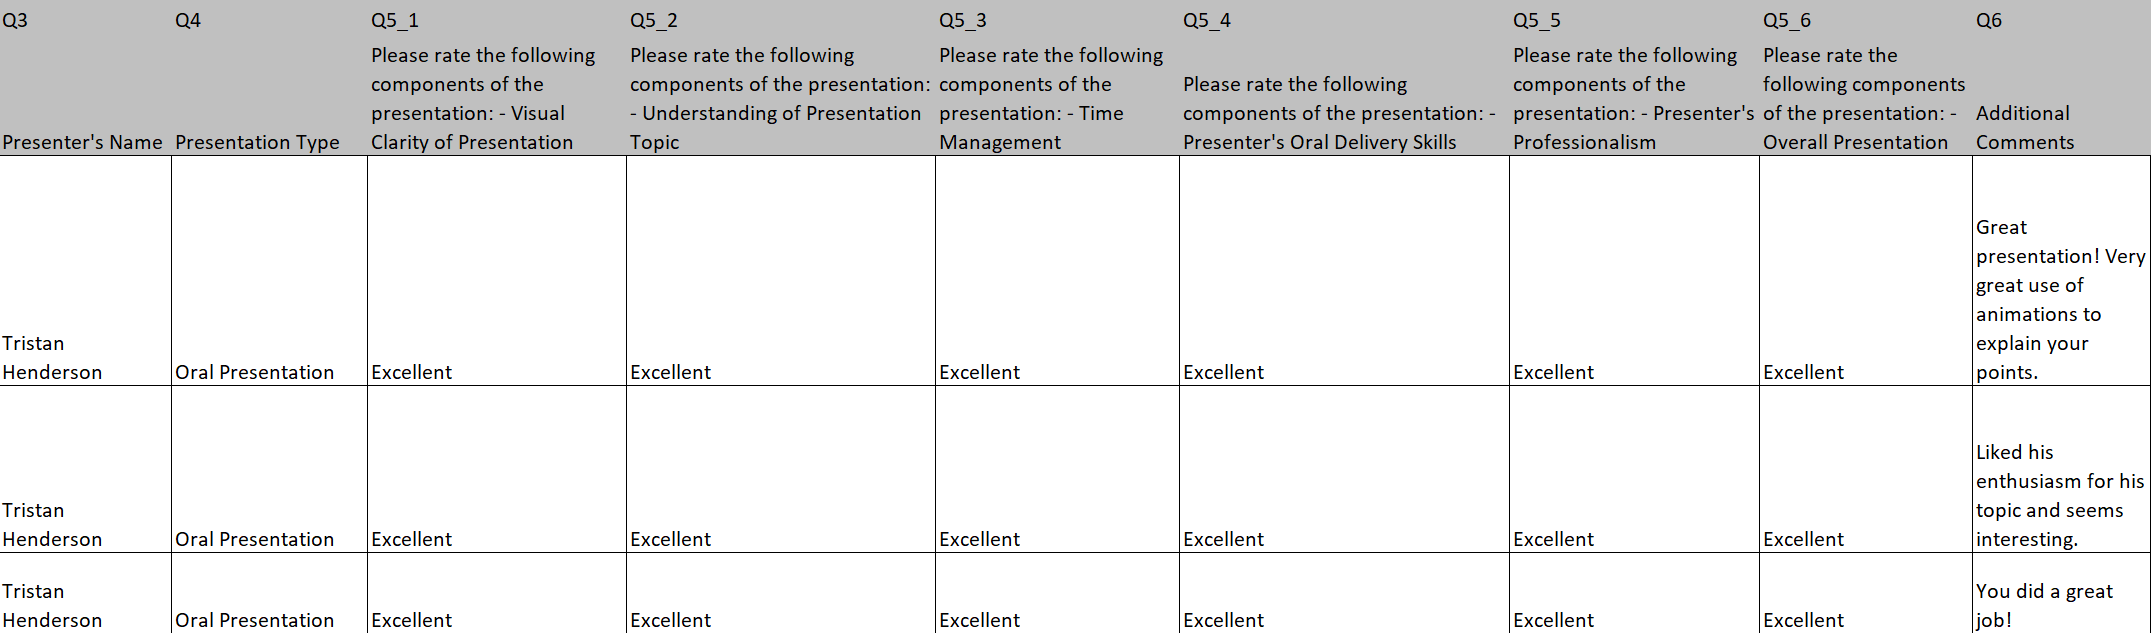 Q3 Q4 Q5_1 Q5_2 Q5_3 Q5_4 Q5_5 Q5_6 Q6
Presenter's Name
Presentation Type
Please rate the following
components of the
presentation: - Visual
Clarity of Presentation
Please rate the following
components of the presentation:
- Understanding of Presentation
Topic
Please rate the following
components of the
presentation: - Time
Management
Please rate the following
components of the presentation: -
Presenter's Oral Delivery Skills
Please rate the following
components of the
presentation: - Presenter's
Professionalism
Please rate the
following components
of the presentation: -
Overall Presentation
Additional
Comments
Tristan
Henderson
Oral Presentation
Excellent
Excellent
Excellent
Excellent
Excellent
Excellent
Great
presentation! Very
great use of
animations to
explain your
points.
Tristan
Henderson
Oral Presentation
Excellent
Excellent
Excellent
Excellent
Excellent
Excellent
Liked his
enthusiasm for his
topic and seems
interesting.
Tristan
Henderson
Oral Presentation
Excellent
Excellent
Excellent
Excellent
Excellent
Excellent
You did a great
job!